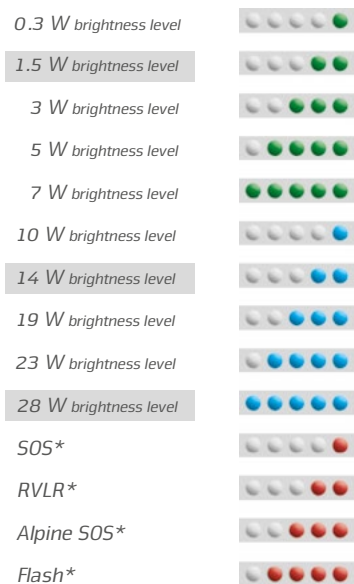 0.3 W brightness level
1.5 W brightness level
3 W brightness level
5 W brightness level
7 W brightness level
10 W brightness level
14 W brightness level
19 W brightness level
23 W brightness level
28 W brightness level
SOS*
RVLR*
Alpine SOS*
Flash*